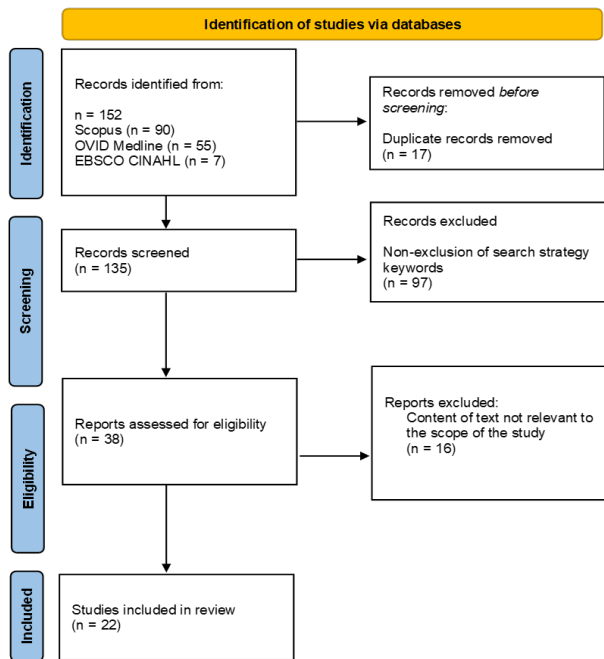 Identification of studies via databases
Identification
Records identified from:
n = 152
Scopus (n = 90)
OVID Medline (n = 55)
EBSCO CINAHL (n = 7)
Records removed before
screening:
Duplicate records removed
(n = 17)
Screening
Records screened
(n = 135)
Records excluded
Non-exclusion of search strategy
keywords
(n = 97)
Eligibility
Reports assessed for eligibility
(n = 38)
Reports excluded:
Content of text not relevant to
the scope of the study
(n = 16)
Included
Studies included in review
(n = 22)